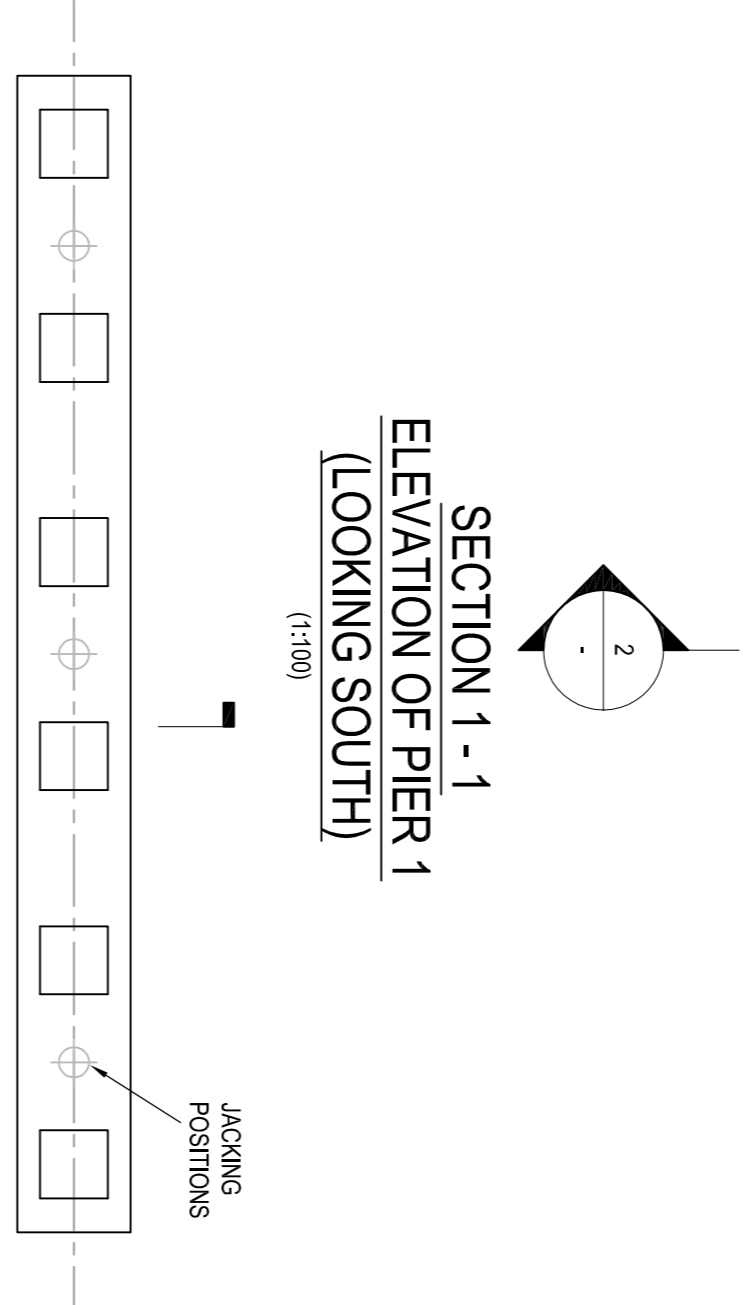 2
-
SECTION 1 - 1
ELEVATION OF PIER 1
(LOOKING SOUTH)
(1:100)
JACKING
POSITIONS